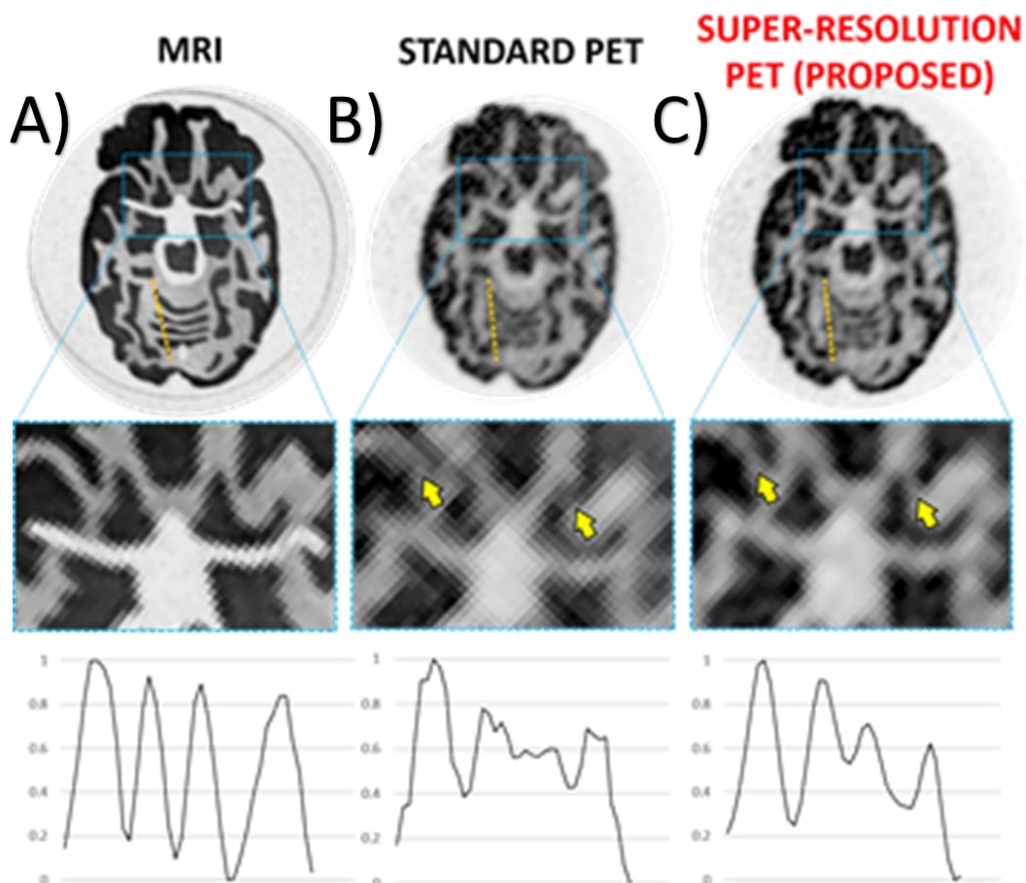 MRI
STANDARD PET
SUPER-RESOLUTION
PET (PROPOSED)
A)
B)
C)
1
0.8
0.6
0.4
0.2
0
1
0.8
0.6
0.4
0.2
0
1
0.8
0.6
0.4
0.2
0